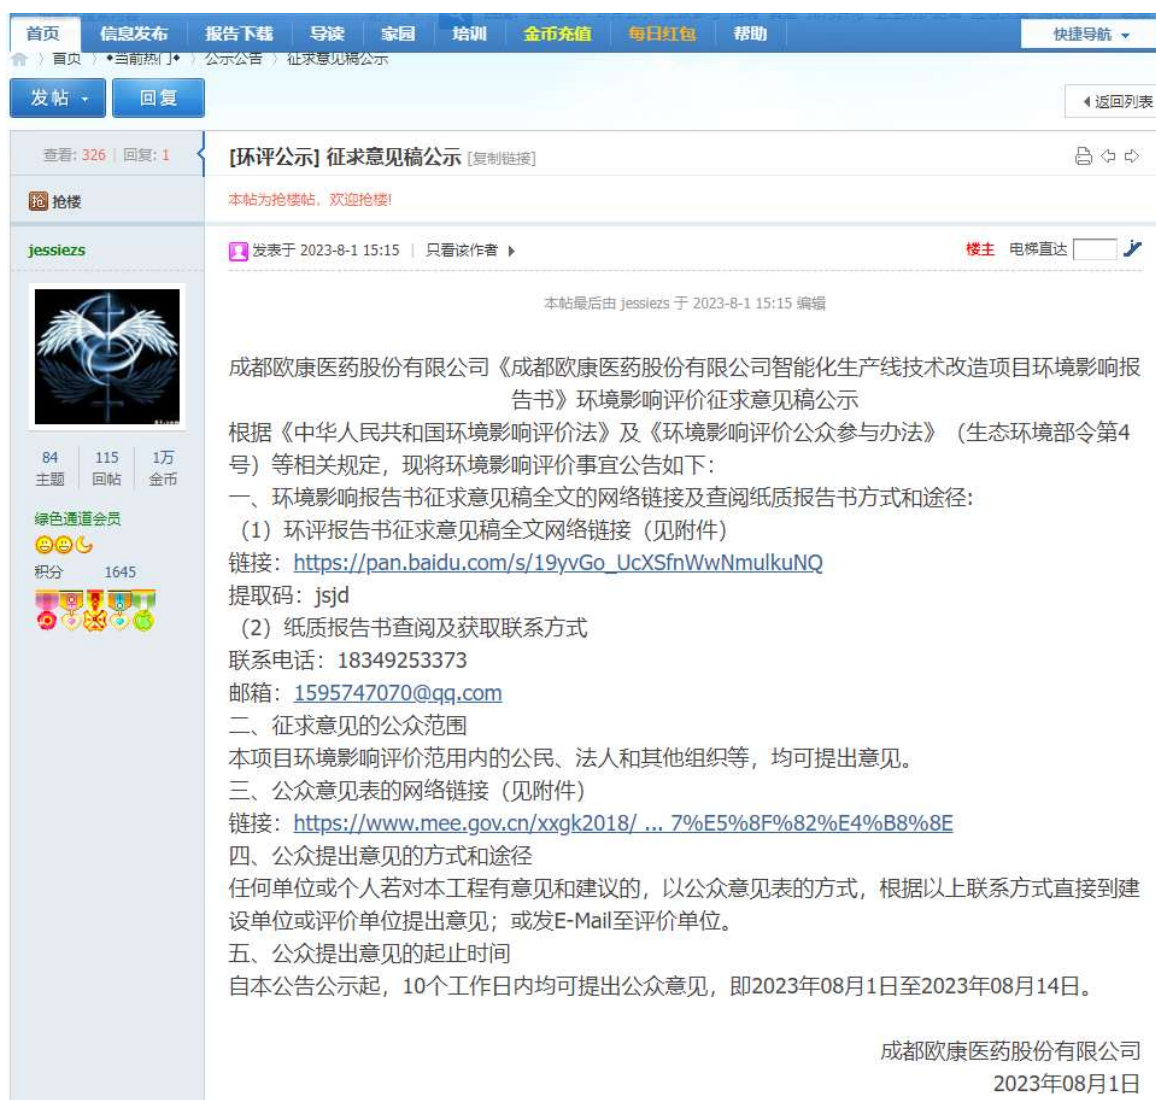 首页 信息发布 报告下载 导读 家园 培训 金币充值 每日红包 帮助 快捷导航
首页 〉 ◆当前热门◆ 〉 公示公告 〉 征求意见稿公示
发帖 回复 返回列表
查看: 326 | 回复: 1
[环评公示] 征求意见稿公示 [复制链接]
抢 抢楼
本帖为抢楼帖，欢迎抢楼!
jessiezs
发表于 2023-8-1 15:15 | 只看该作者
楼主 电梯直达
84 115 1万
主题 回帖 金币
绿色通道会员
积分 1645
本帖最后由 jessiezs 于 2023-8-1 15:15 编辑
成都欧康医药股份有限公司《成都欧康医药股份有限公司智能化生产线技术改造项目环境影响报
告书》环境影响评价征求意见稿公示
根据《中华人民共和国环境影响评价法》及《环境影响评价公众参与办法》（生态环境部令第4
号）等相关规定，现将环境影响评价事宜公告如下：
一、环境影响报告书征求意见稿全文的网络链接及查阅纸质报告书方式和途径:
（1）环评报告书征求意见稿全文网络链接（见附件）
链接：https://pan.baidu.com/s/19yvGo_UcXSfnWwNmulkuNQ
提取码：jsjd
（2）纸质报告书查阅及获取联系方式
联系电话：18349253373
邮箱：1595747070@qq.com
二、征求意见的公众范围
本项目环境影响评价范用内的公民、法人和其他组织等，均可提出意见。
三、公众意见表的网络链接（见附件）
链接：https://www.mee.gov.cn/xxgk2018/ ... 7%E5%8F%82%E4%B8%8E
四、公众提出意见的方式和途径
任何单位或个人若对本工程有意见和建议的，以公众意见表的方式，根据以上联系方式直接到建
设单位或评价单位提出意见；或发E-Mail至评价单位。
五、公众提出意见的起止时间
自本公告公示起，10个工作日内均可提出公众意见，即2023年08月1日至2023年08月14日。
成都欧康医药股份有限公司
2023年08月1日